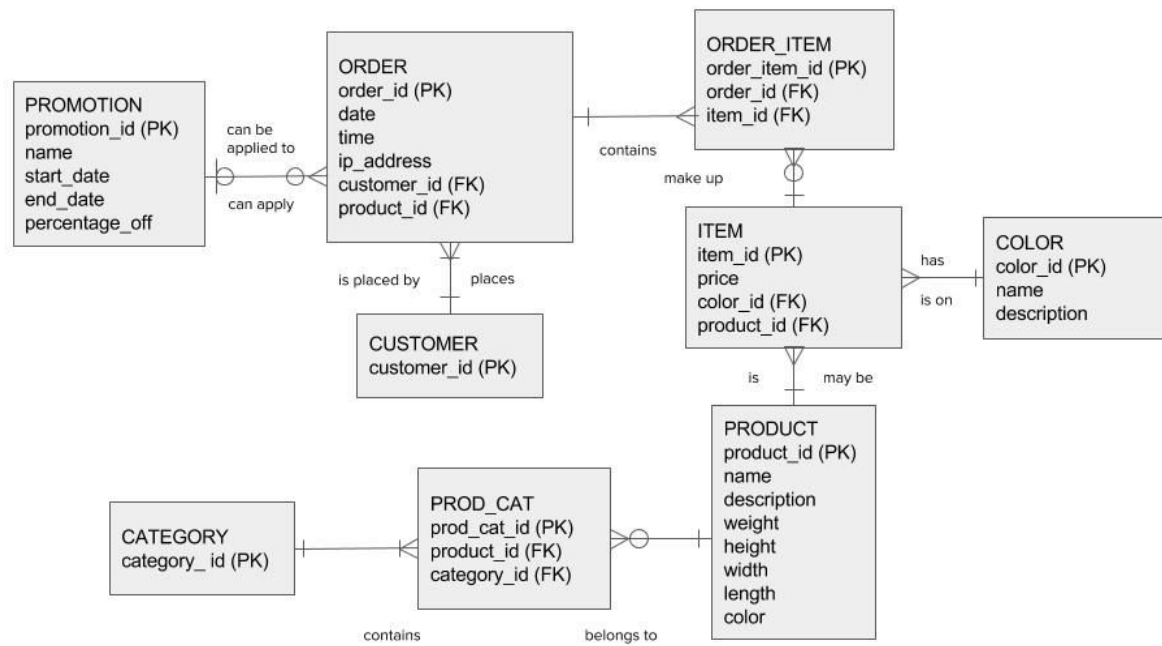 PROMOTION
promotion_id (PK)
name
start_date
end_date
percentage_off
can be
applied to
can apply
ORDER
order_id (PK)
date
time
ip_address
customer_id (FK)
product_id (FK)
contains
ORDER_ITEM
order_item_id (PK)
order_id (FK)
item_id (FK)
make up
is placed by
places
CUSTOMER
customer_id (PK)
ITEM
item_id (PK)
price
color_id (FK)
product_id (FK)
has
is on
COLOR
color_id (PK)
name
description
is
may be
PRODUCT
product_id (PK)
name
description
weight
height
width
length
color
CATEGORY
category_ id (PK)
PROD_CAT
prod_cat_id (PK)
product_id (FK)
category_id (FK)
contains
belongs to